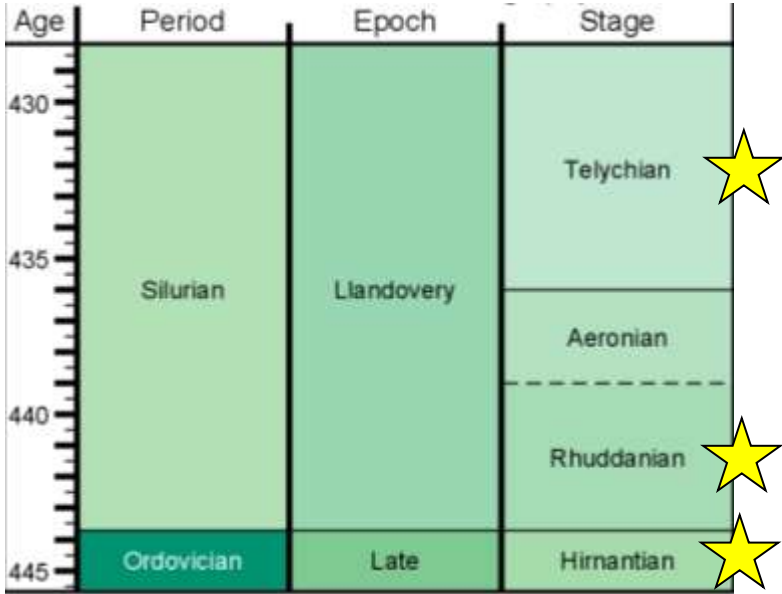 Age Period Epoch Stage
430
Telychian
435
Silurian Llandovery
Aeronian
440
Rhuddanian
445 Ordovician Late Hirnantian